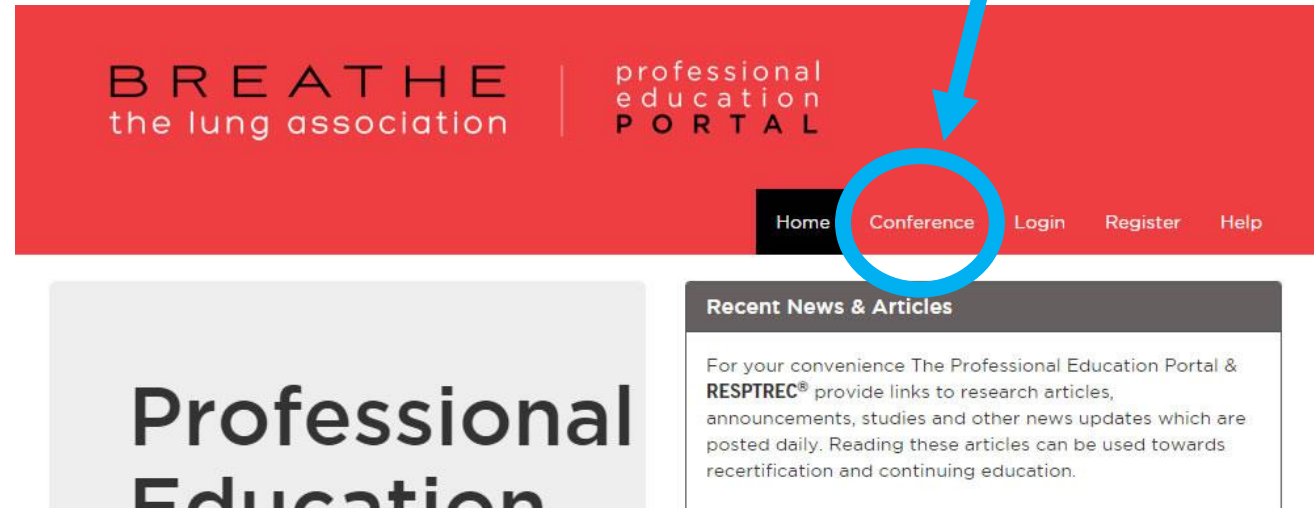 BREATHE
the lung association
professional
education
PORTAL
Home Conference Login Register Help
Professional
Education
Recent News & Articles
For your convenience The Professional Education Portal &
RESPTREC® provide links to research articles,
announcements, studies and other news updates which are
posted daily. Reading these articles can be used towards
recertification and continuing education.